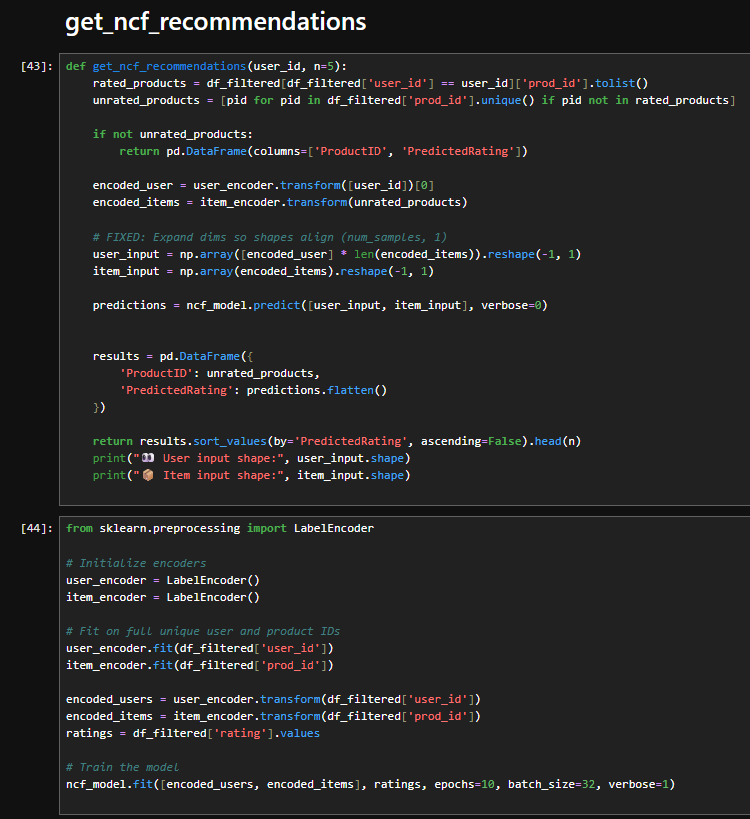 get_ncf_recommendations
[43]:
def get_ncf_recommendations(user_id, n=5):
    rated_products = df_filtered[df_filtered['user_id'] == user_id]['prod_id'].tolist()
    unrated_products = [pid for pid in df_filtered['prod_id'].unique() if pid not in rated_products]

    if not unrated_products:
        return pd.DataFrame(columns=['ProductID', 'PredictedRating'])

    encoded_user = user_encoder.transform([user_id])[0]
    encoded_items = item_encoder.transform(unrated_products)

    # FIXED: Expand dims so shapes align (num_samples, 1)
    user_input = np.array([encoded_user] * len(encoded_items)).reshape(-1, 1)
    item_input = np.array(encoded_items).reshape(-1, 1)

    predictions = ncf_model.predict([user_input, item_input], verbose=0)

    results = pd.DataFrame({
        'ProductID': unrated_products,
        'PredictedRating': predictions.flatten()
    })

    return results.sort_values(by='PredictedRating', ascending=False).head(n)
    print("👀 User input shape:", user_input.shape)
    print("📦 Item input shape:", item_input.shape)
[44]:
from sklearn.preprocessing import LabelEncoder

# Initialize encoders
user_encoder = LabelEncoder()
item_encoder = LabelEncoder()

# Fit on full unique user and product IDs
user_encoder.fit(df_filtered['user_id'])
item_encoder.fit(df_filtered['prod_id'])

encoded_users = user_encoder.transform(df_filtered['user_id'])
encoded_items = item_encoder.transform(df_filtered['prod_id'])
ratings = df_filtered['rating'].values

# Train the model
ncf_model.fit([encoded_users, encoded_items], ratings, epochs=10, batch_size=32, verbose=1)